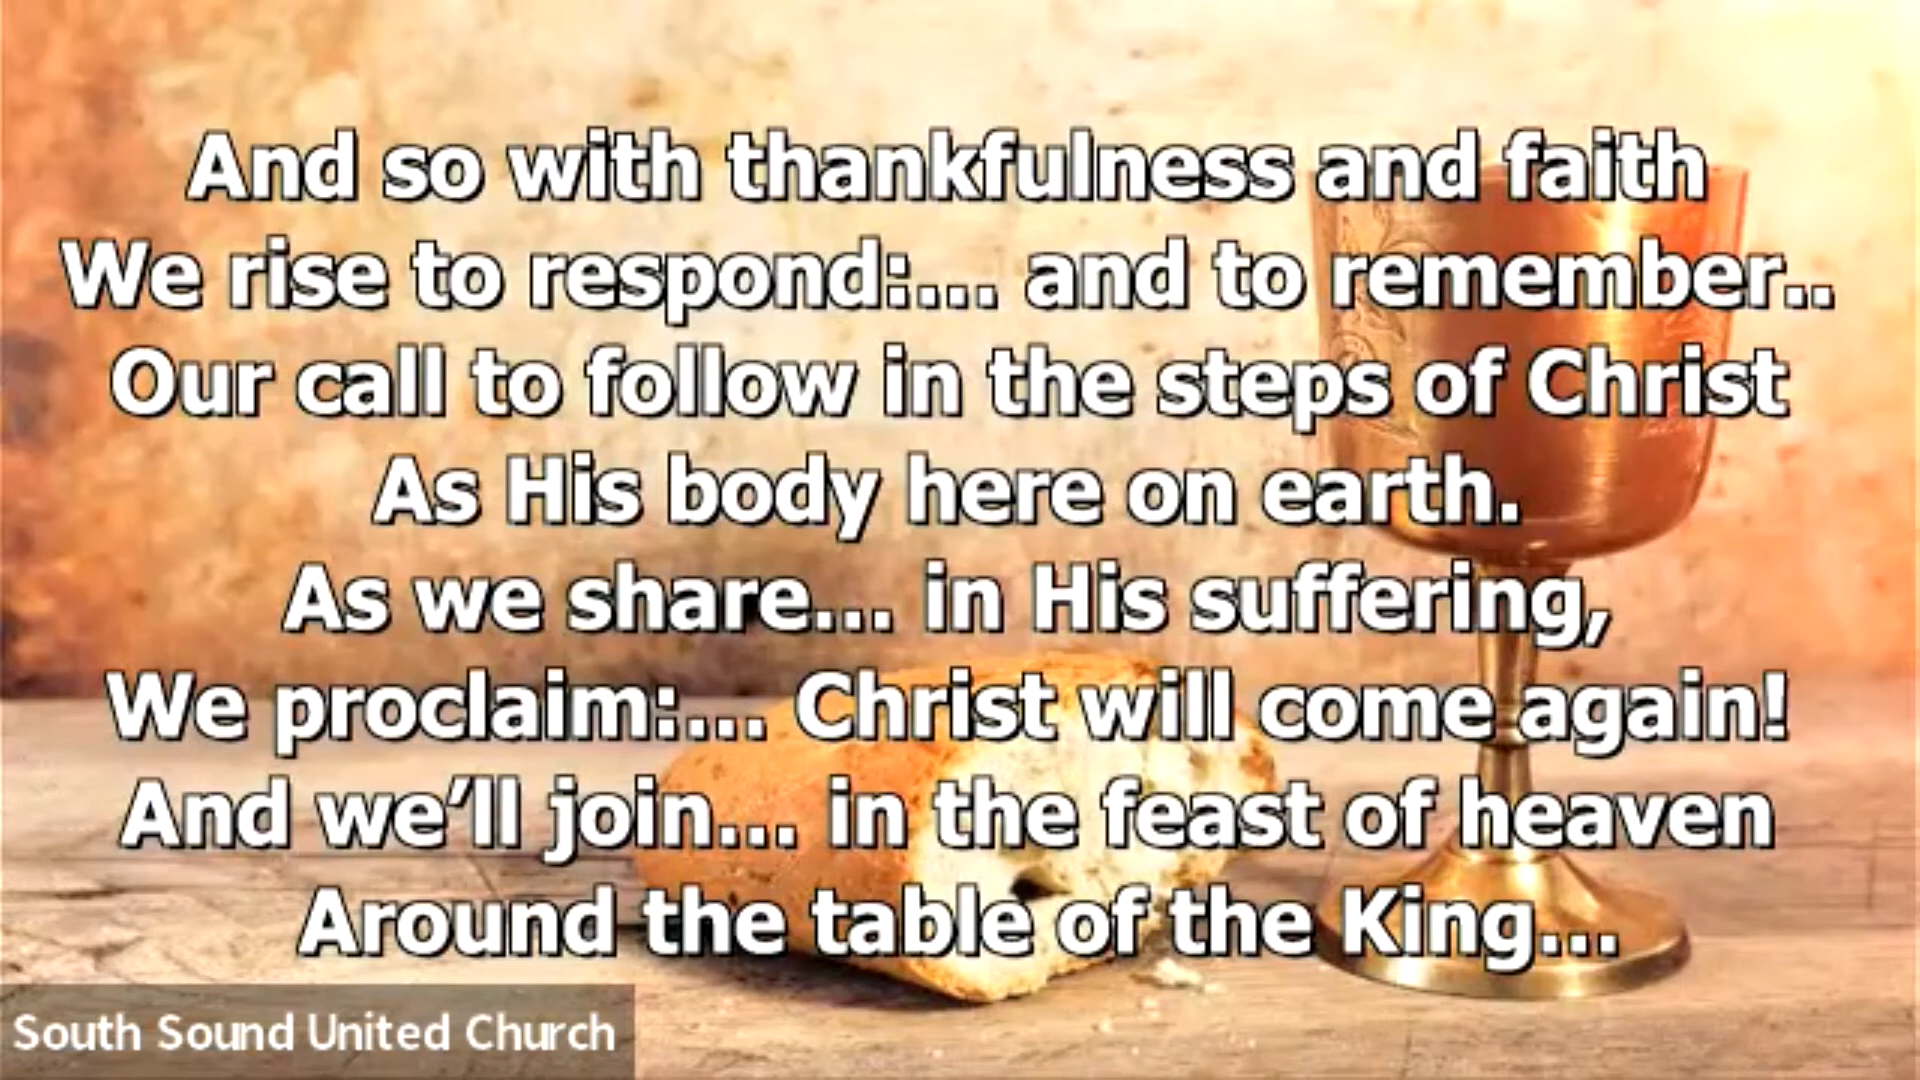 And so with thankfulness and faith
We rise to respond:... and to remember..
Our call to follow in the steps of Christ
As His body here on earth.
As we share... in His suffering,
We proclaim:... Christ will come again!
And we’ll join... in the feast of heaven
Around the table of the King...
South Sound United Church